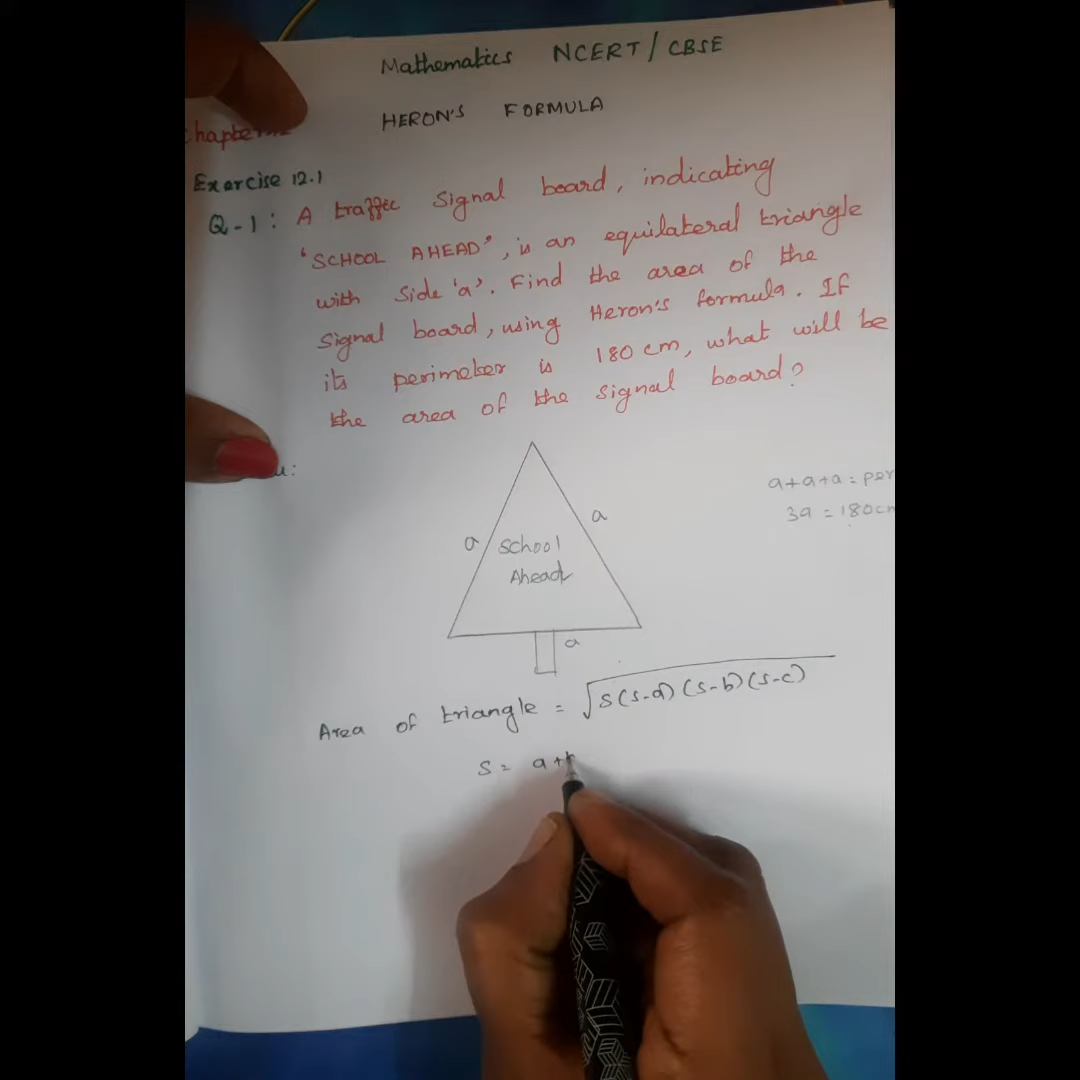 Mathematics NCERT / CBSE
HERON'S FORMULA
Exercise 12.1
Q-1: A traffic signal board, indicating
'SCHOOL AHEAD', is an equilateral triangle
with side 'a'. Find the area of the
signal board, using Heron's formula. If
its perimeter is 180 cm, what will be
the area of the signal board?
a+a+a = per
3a = 180cm
a
a
School
Ahead
a
Area of triangle = √s(s-a)(s-b)(s-c)
s = a+